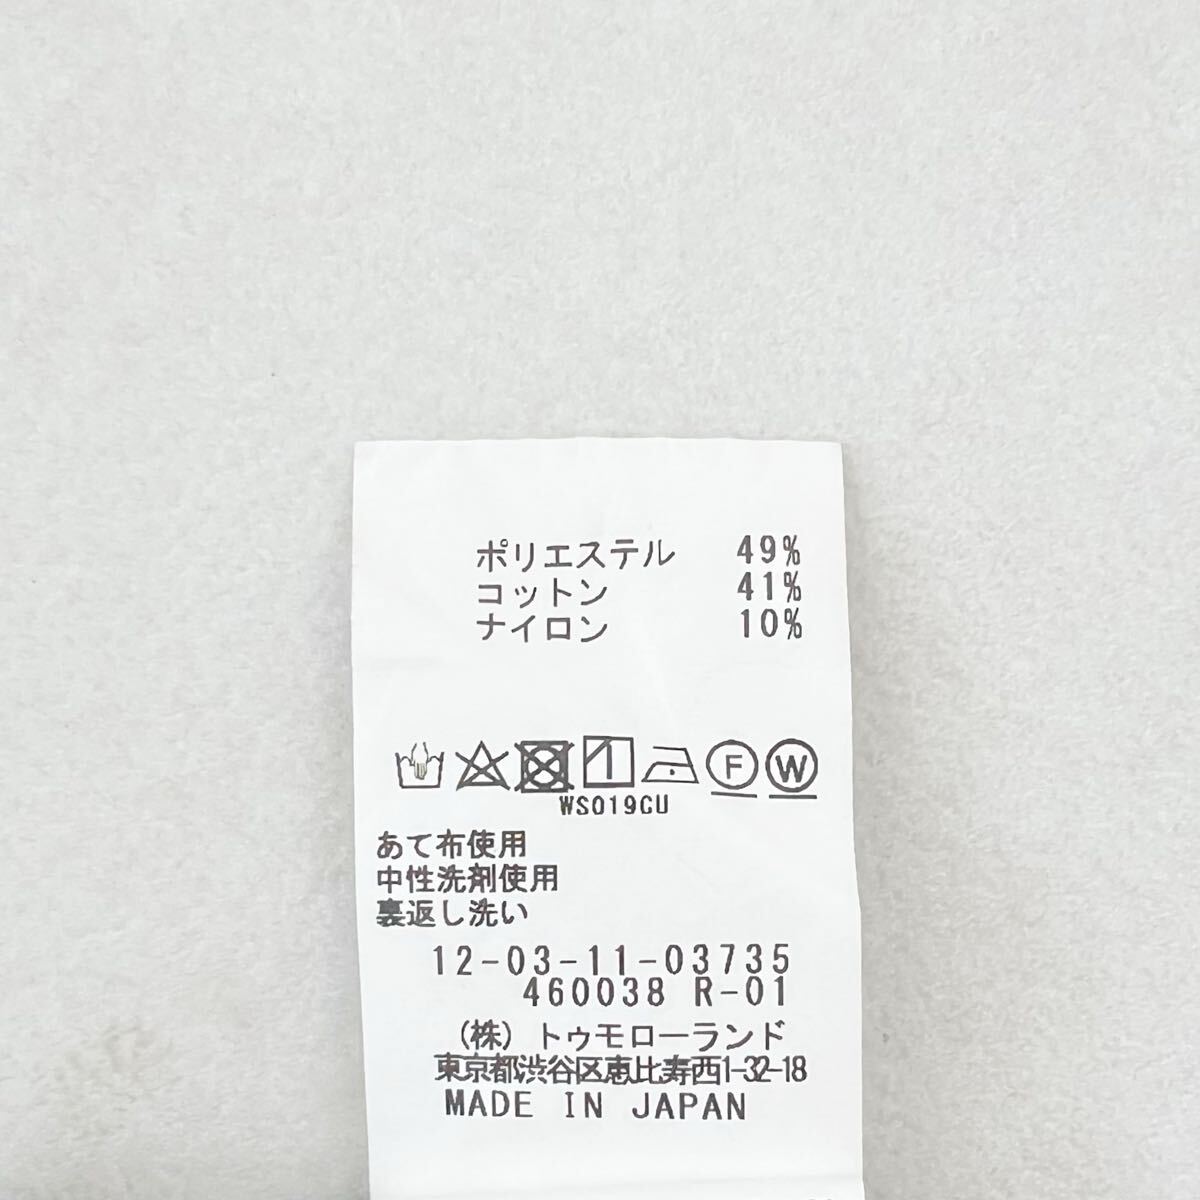 ポリエステル 49%
コットン 41%
ナイロン 10%
F W
WS019CU
あて布使用
中性洗剤使用
裏返し洗い
12-03-11-03735
460038 R-01
(株) トゥモローランド
東京都渋谷区恵比寿西1-32-18
MADE IN JAPAN